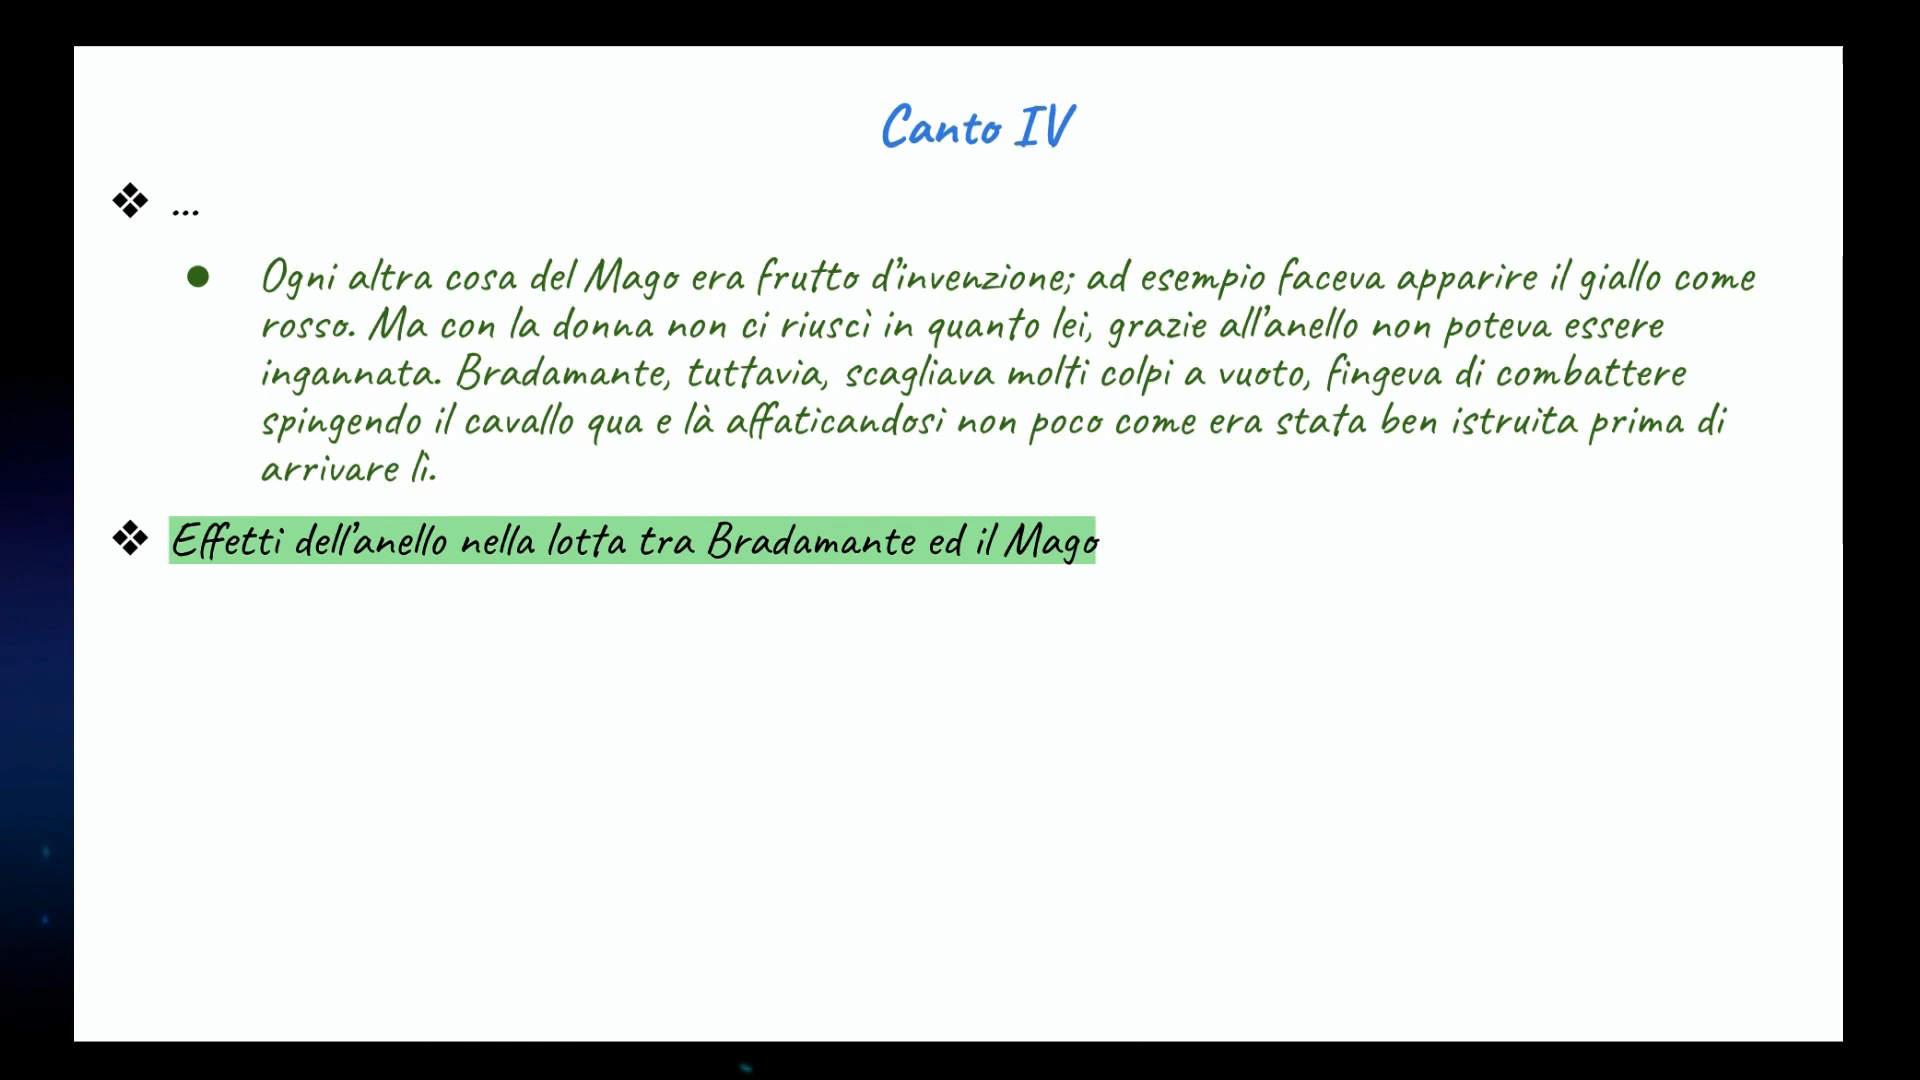 Canto IV
❖ ...
● Ogni altra cosa del Mago era frutto d'invenzione; ad esempio faceva apparire il giallo come
rosso. Ma con la donna non ci riuscì in quanto lei, grazie all'anello non poteva essere
ingannata. Bradamante, tuttavia, scagliava molti colpi a vuoto, fingeva di combattere
spingendo il cavallo qua e là affaticandosi non poco come era stata ben istruita prima di
arrivare lì.
❖ Effetti dell'anello nella lotta tra Bradamante ed il Mago